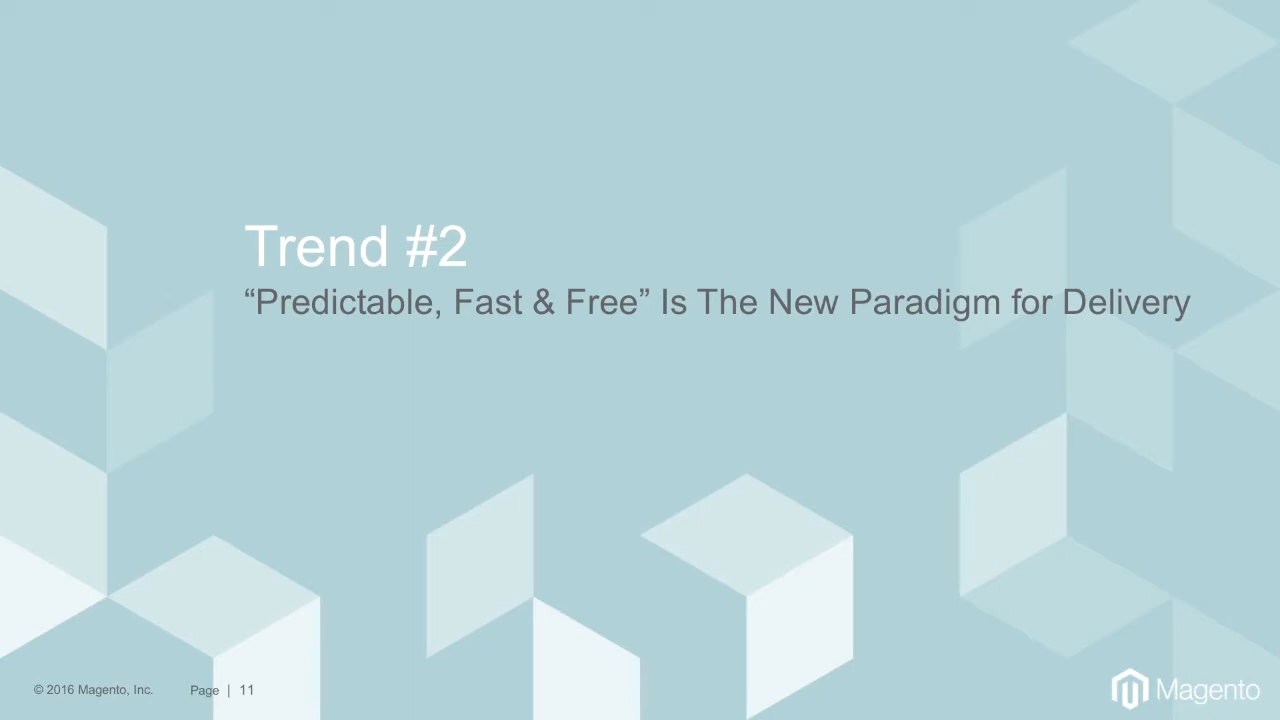 Trend #2
“Predictable, Fast & Free” Is The New Paradigm for Delivery
© 2016 Magento, Inc. Page | 11
Magento